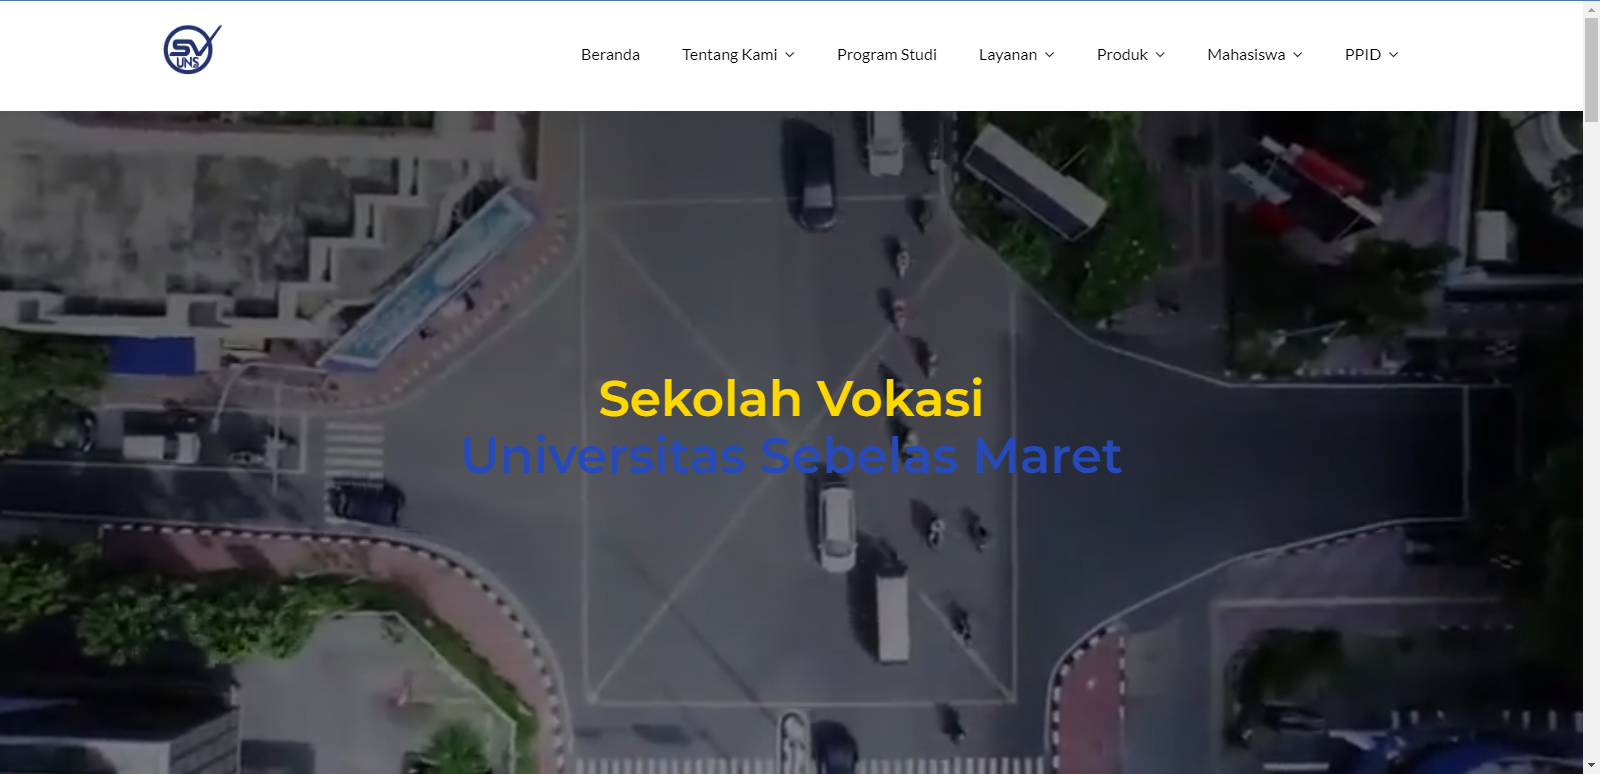 SV
UNS
Beranda Tentang Kami Program Studi Layanan Produk Mahasiswa PPID
Sekolah Vokasi
Universitas Sebelas Maret